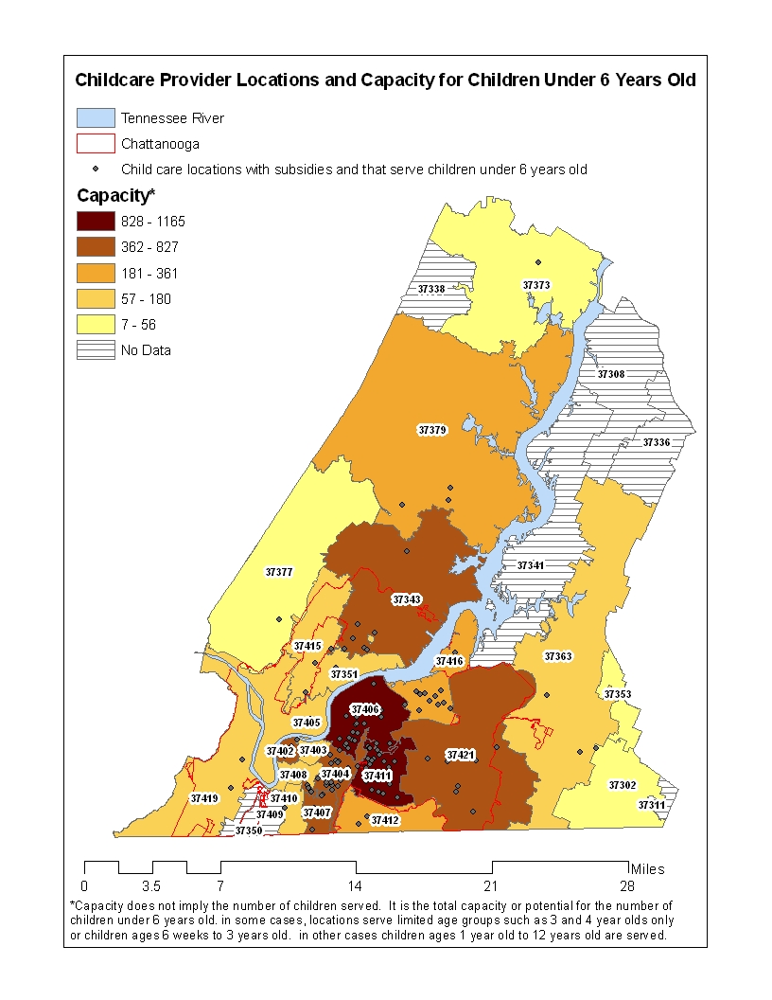 Childcare Provider Locations and Capacity for Children Under 6 Years Old
Tennessee River
Chattanooga
Child care locations with subsidies and that serve children under 6 years old
Capacity*
828 - 1165
362 - 827
181 - 361
57 - 180
7 - 56
No Data
37338
37373
37308
37379
37336
37377
37341
37343
37415
37363
37416
37351
37353
37406
37405
37402
37403
37421
37408
37404
37411
37302
37419
37410
37311
37409
37407
37412
37350
Miles
0
3.5
7
14
21
28
*Capacity does not imply the number of children served.  It is the total capacity or potential for the number of
children under 6 years old. in some cases, locations serve limited age groups such as 3 and 4 year olds only
or children ages 6 weeks to 3 years old.  in other cases children ages 1 year old to 12 years old are served.